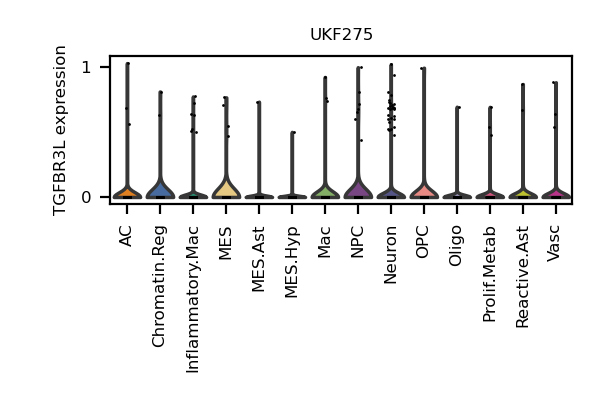 UKF275
TGFBR3L expression
1
0
AC
Chromatin.Reg
Inflammatory.Mac
MES
MES.Ast
MES.Hyp
Mac
NPC
Neuron
OPC
Oligo
Prolif.Metab
Reactive.Ast
Vasc